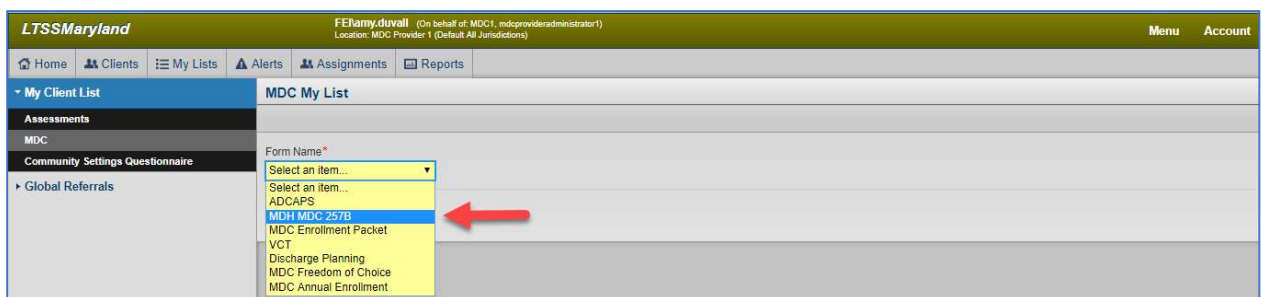 LTSSMaryland
FEI\amy.duvall (On behalf of: MDC1, mdcprovideradministrator1)
Location: MDC Provider 1 (Default All Jurisdictions)
Menu Account
Home Clients My Lists Alerts Assignments Reports
My Client List
MDC My List
Assessments
MDC
Community Settings Questionnaire
Global Referrals
Form Name*
Select an item...
Select an item...
ADCAPS
MDH MDC 257B
MDC Enrollment Packet
VCT
Discharge Planning
MDC Freedom of Choice
MDC Annual Enrollment